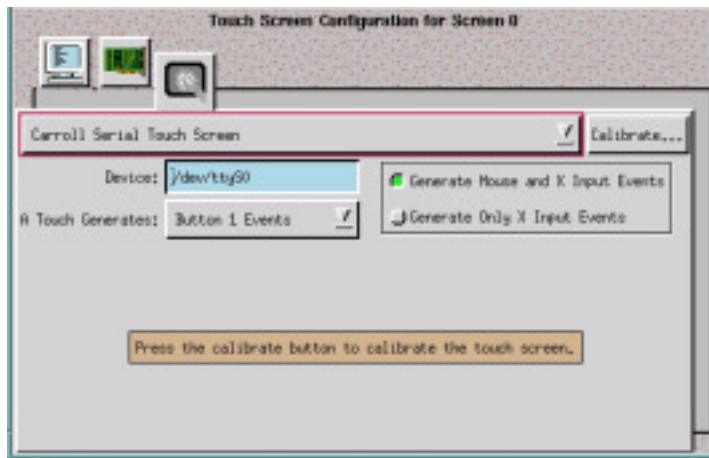 Touch Screen Configuration for Screen 0
Carroll Serial Touch Screen
Calibrate...
Device: /dev/ttyS0
Generate Mouse and X Input Events
A Touch Generates: Button 1 Events
Generate Only X Input Events
Press the calibrate button to calibrate the touch screen.